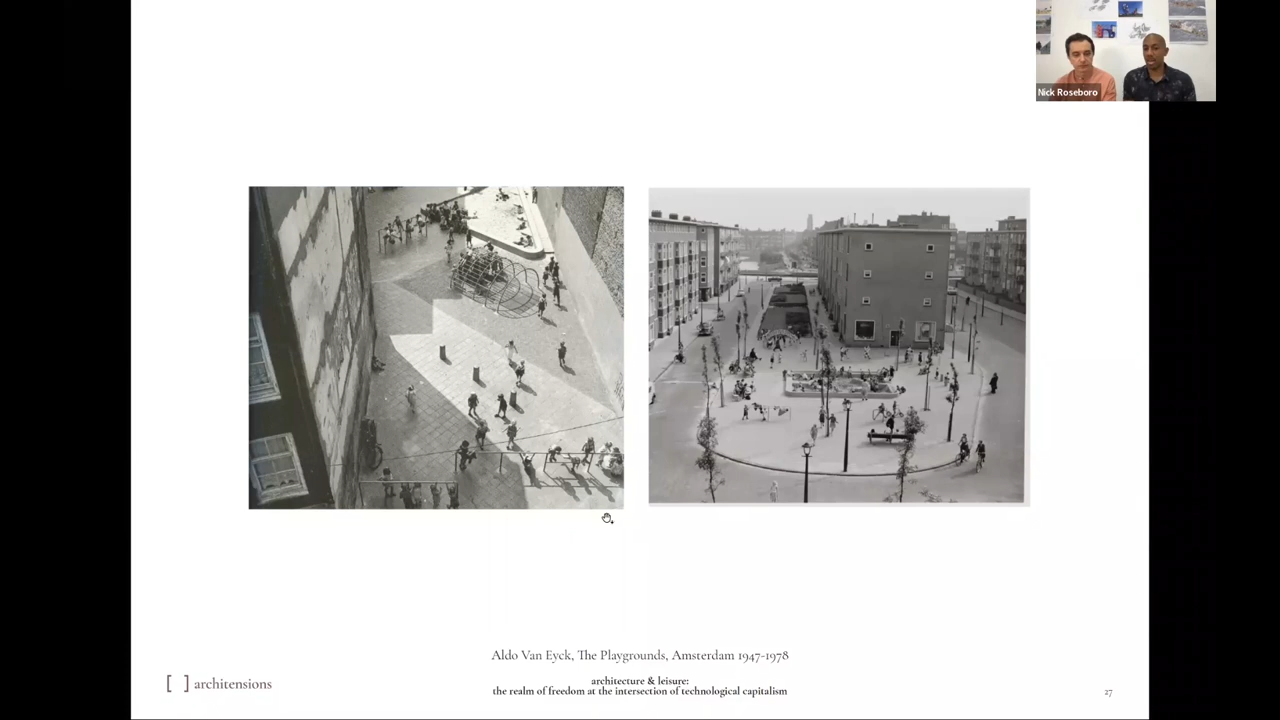 Nick Roseboro
Aldo Van Eyck, The Playgrounds, Amsterdam 1947-1978
architecture & leisure:
the realm of freedom at the intersection of technological capitalism
[ ] architensions
27